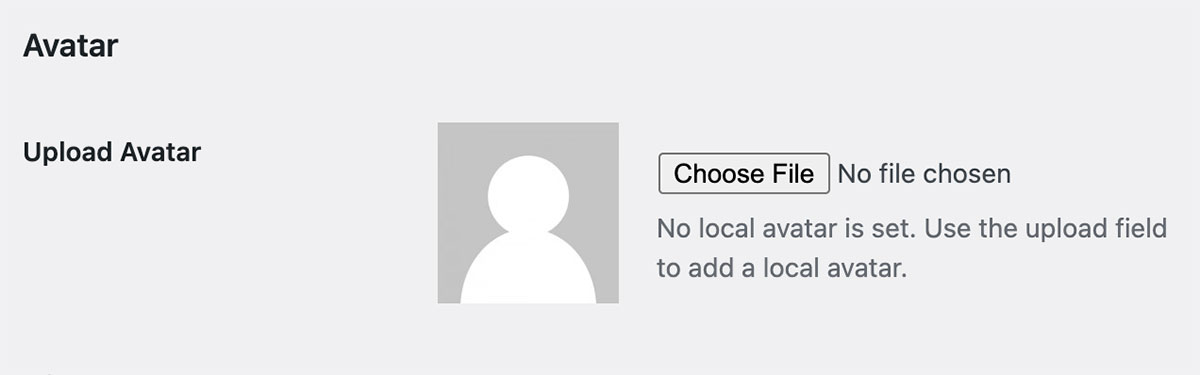 Avatar
Upload Avatar
Choose File No file chosen
No local avatar is set. Use the upload field
to add a local avatar.